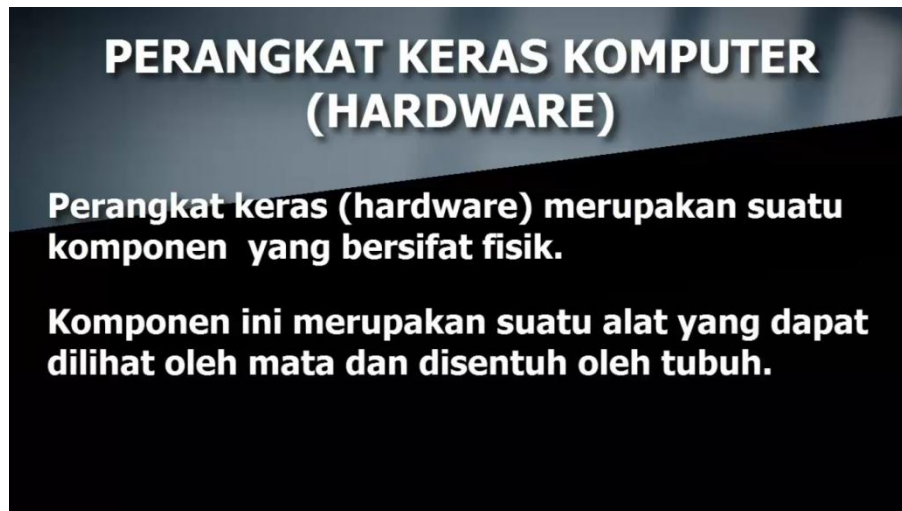 PERANGKAT KERAS KOMPUTER
(HARDWARE)
Perangkat keras (hardware) merupakan suatu
komponen  yang bersifat fisik.
Komponen ini merupakan suatu alat yang dapat
dilihat oleh mata dan disentuh oleh tubuh.